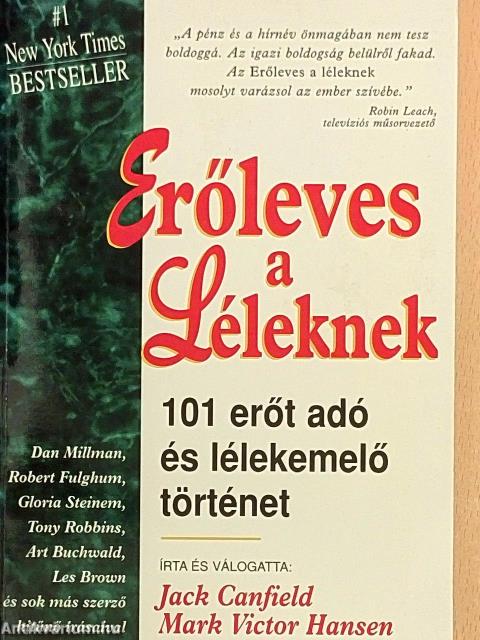 #1
New York Times
BESTSELLER
„A pénz és a hírnév önmagában nem tesz
boldoggá. Az igazi boldogság belülről fakad.
Az Erőleves a léleknek
mosolyt varázsol az ember szívébe."
Robin Leach,
televíziós műsorvezető
Erőleves
a
Léleknek
101 erőt adó
és lélekemelő
történet
Dan Millman,
Robert Fulghum,
Gloria Steinem,
Tony Robbins,
Art Buchwald,
Les Brown
és sok más szerző
kitűnő írásaival
ÍRTA ÉS VÁLOGATTA:
Jack Canfield
Mark Victor Hansen